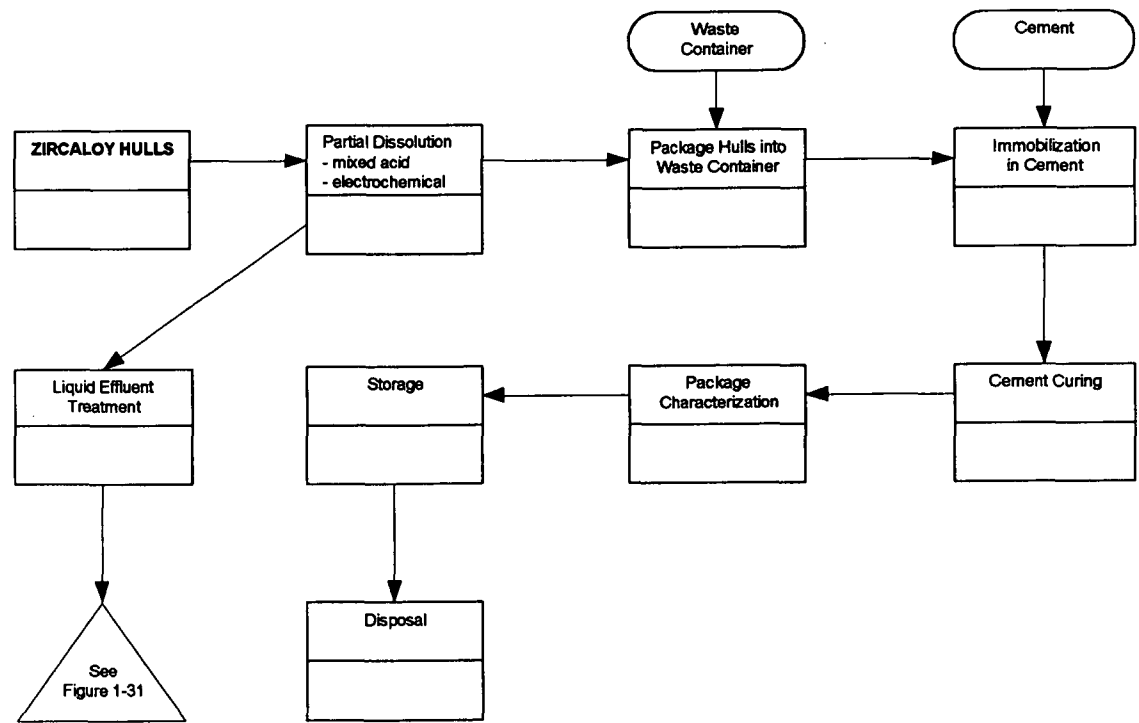 Waste
Container
Cement
ZIRCALOY HULLS
Partial Dissolution
- mixed acid
- electrochemical
Package Hulls into
Waste Container
Immobilization
in Cement
Liquid Effluent
Treatment
Storage
Package
Characterization
Cement Curing
See
Figure 1-31
Disposal